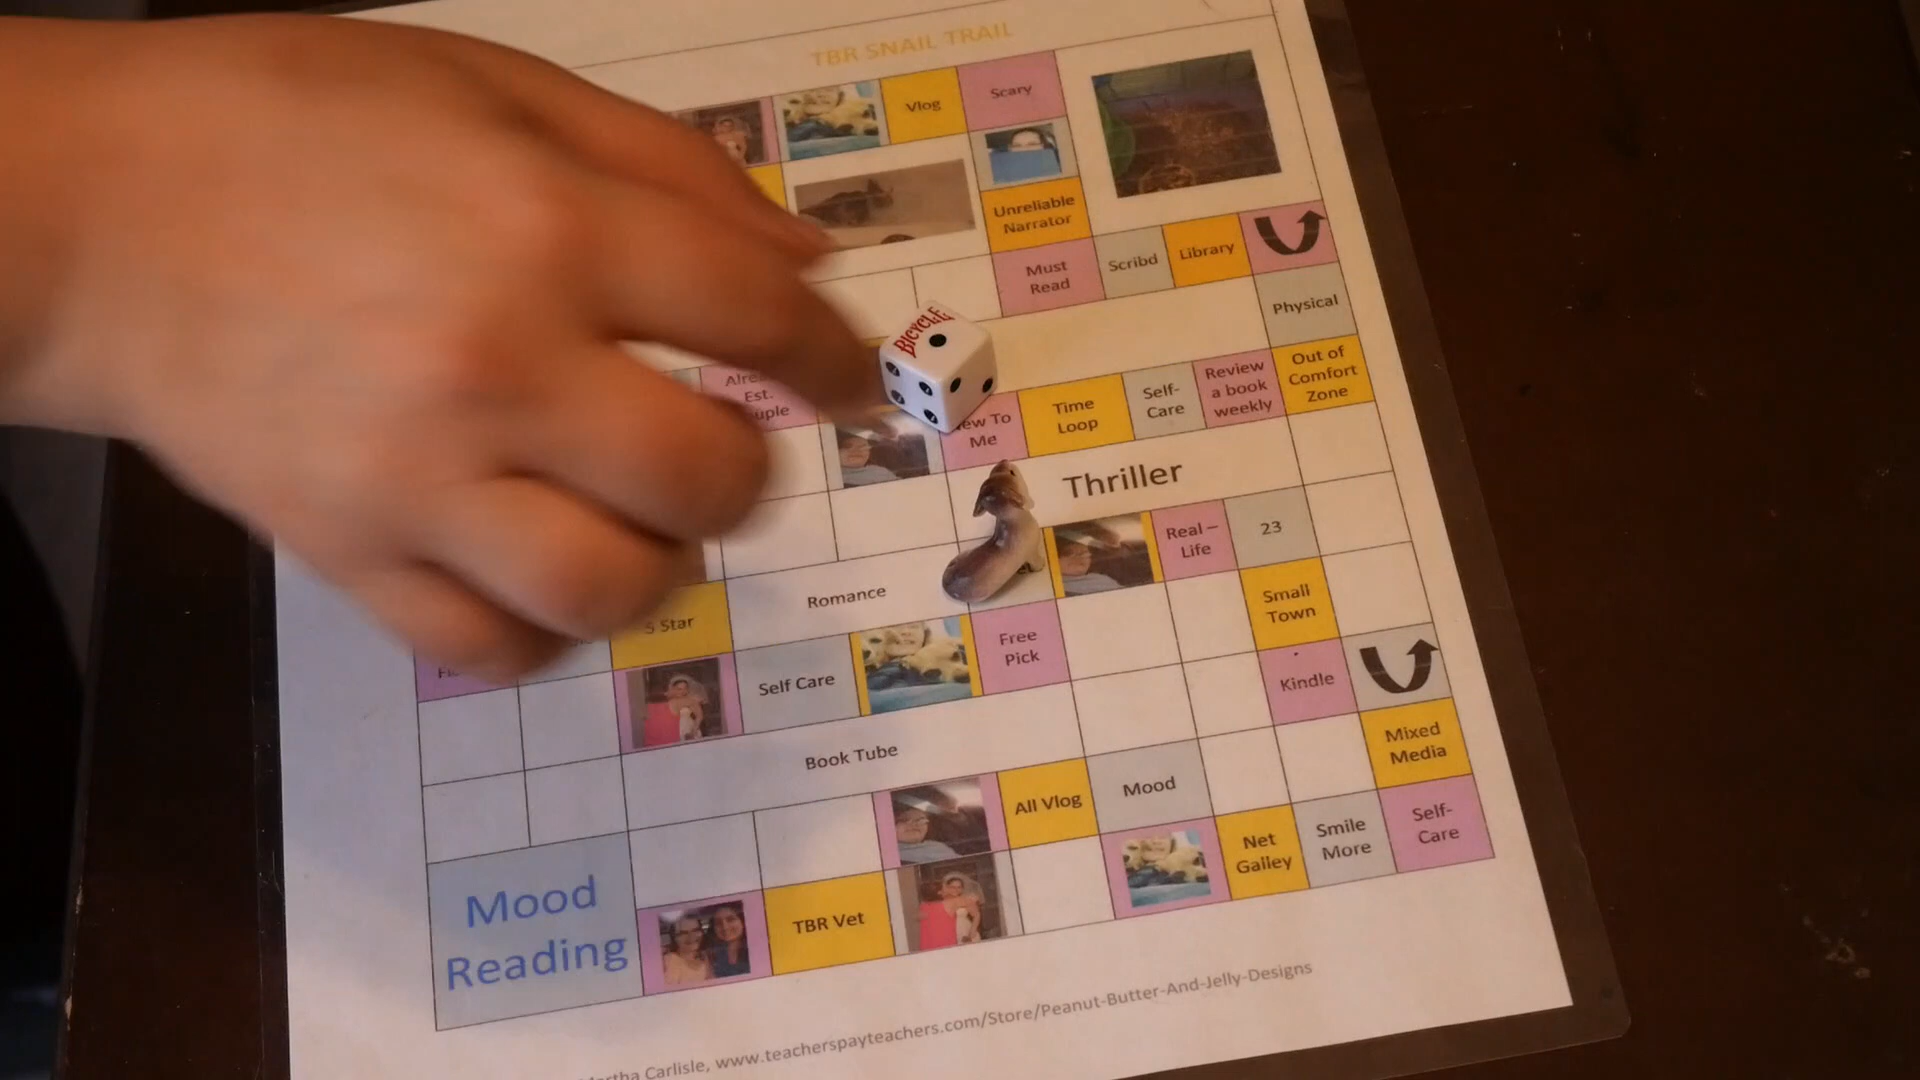 TBR SNAIL TRAIL
Vlog
Scary
Unreliable
Narrator
Must
Read
Scribd
Library
Physical
BICYCLE
Est.
Me
Time
Loop
Self-
Care
Review
a book
weekly
Out of
Comfort
Zone
Thriller
Real –
Life
23
Romance
Small
Town
5 Star
Free
Pick
Self Care
Kindle
Book Tube
Mixed
Media
All Vlog
Mood
Net
Galley
Smile
More
Self-
Care
Mood
Reading
TBR Vet
Carlisle, www.teacherspayteachers.com/Store/Peanut-Butter-And-Jelly-Designs